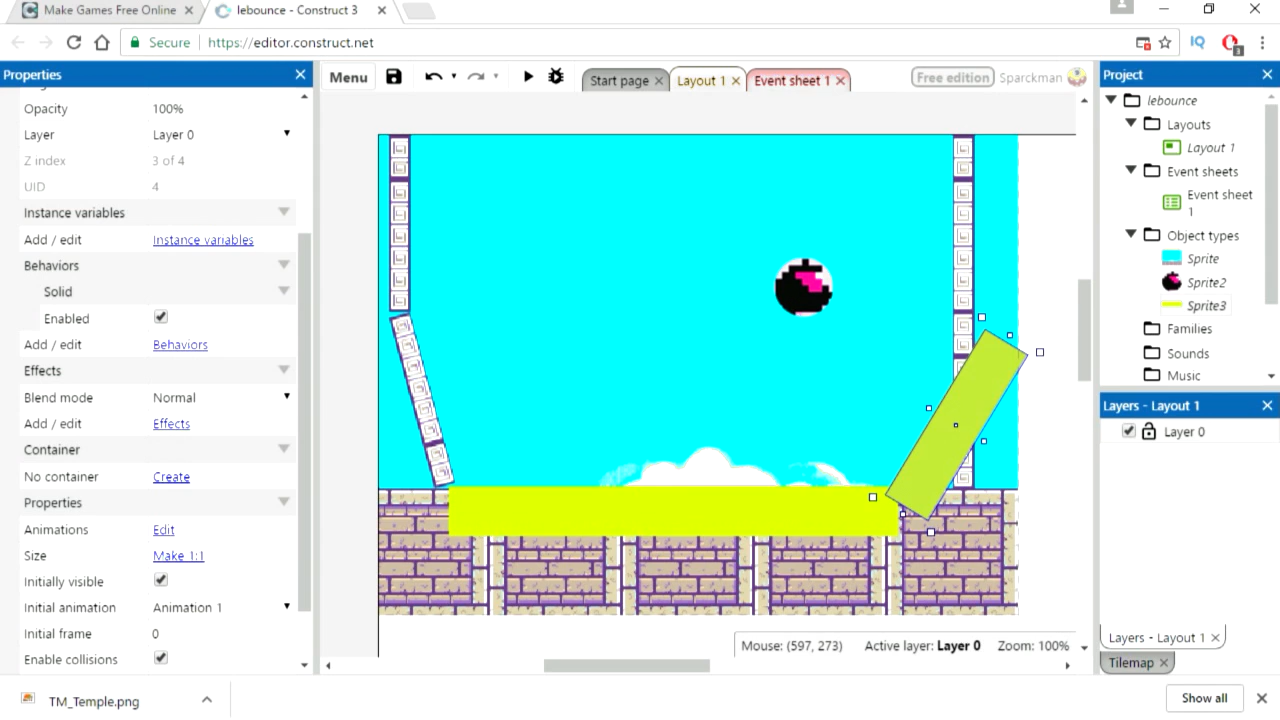 Make Games Free Online
lebounce - Construct 3
Secure
https://editor.construct.net
IQ
3
Properties
Menu
Start page
Layout 1
Event sheet 1
Free edition
Sparckman
Project
Opacity 100%
Layer Layer 0
Z index 3 of 4
UID 4
Instance variables
Add / edit Instance variables
Behaviors
Solid
Enabled
Add / edit Behaviors
Effects
Blend mode Normal
Add / edit Effects
Container
No container Create
Properties
Animations Edit
Size Make 1:1
Initially visible
Initial animation Animation 1
Initial frame 0
Enable collisions
Mouse: (597, 273) Active layer: Layer 0 Zoom: 100%
lebounce
Layouts
Layout 1
Event sheets
Event sheet
1
Object types
Sprite
Sprite2
Sprite3
Families
Sounds
Music
Layers - Layout 1
Layer 0
Layers - Layout 1
Tilemap
TM_Temple.png
Show all